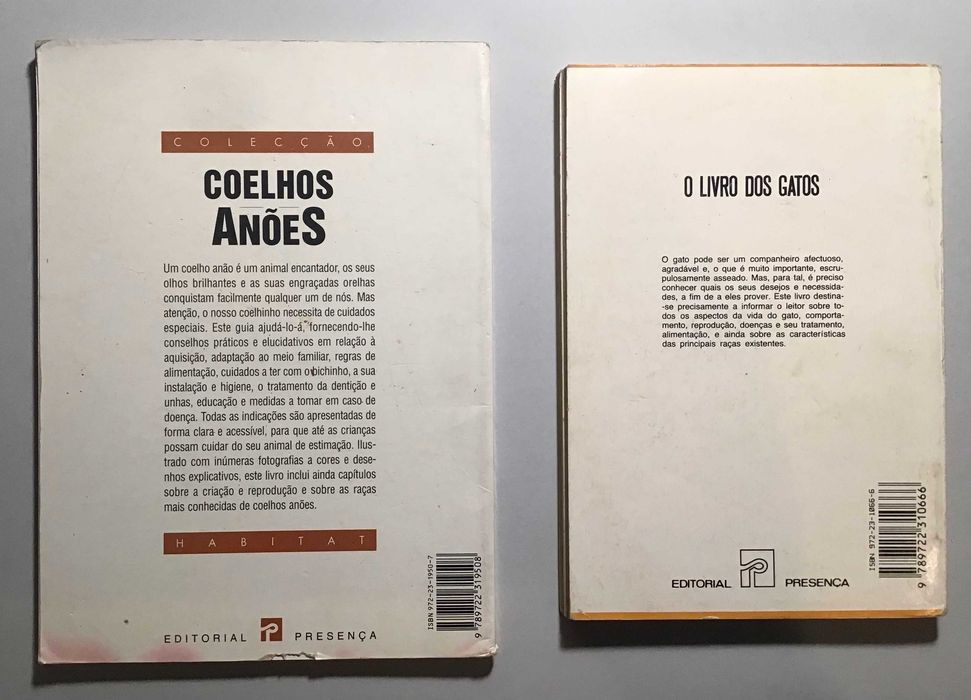 COLECÇÃO
COELHOS
ANÕES
Um coelho anão é um animal encantador, os seus
olhos brilhantes e as suas engraçadas orelhas
conquistam facilmente qualquer um de nós. Mas
atenção, o nosso coelhinho necessita de cuidados
especiais. Este guia ajudá-lo-á, fornecendo-lhe
conselhos práticos e elucidativos em relação à
aquisição, adaptação ao meio familiar, regras de
alimentação, cuidados a ter com o bichinho, a sua
instalação e higiene, o tratamento da dentição e
unhas, educação e medidas a tomar em caso de
doença. Todas as indicações são apresentadas de
forma clara e acessível, para que até as crianças
possam cuidar do seu animal de estimação. Ilus-
trado com inúmeras fotografias a cores e dese-
nhos explicativos, este livro inclui ainda capítulos
sobre a criação e reprodução e sobre as raças
mais conhecidas de coelhos anões.
HABITAT
EDITORIAL PRESENÇA
ISBN 972-23-1950-7
9 789722 319508
O LIVRO DOS GATOS
O gato pode ser um companheiro afectuoso,
agradável e, o que é muito importante, escru-
pulosamente asseado. Mas, para tal, é preciso
conhecer quais os seus desejos e necessida-
des, a fim de a eles prover. Este livro destina-
-se precisamente a informar o leitor sobre to-
dos os aspectos da vida do gato, comporta-
mento, reprodução, doenças e seu tratamento,
alimentação, e ainda sobre as características
das principais raças existentes.
EDITORIAL PRESENÇA
ISBN 972-23-1066-6
9 789722 310666